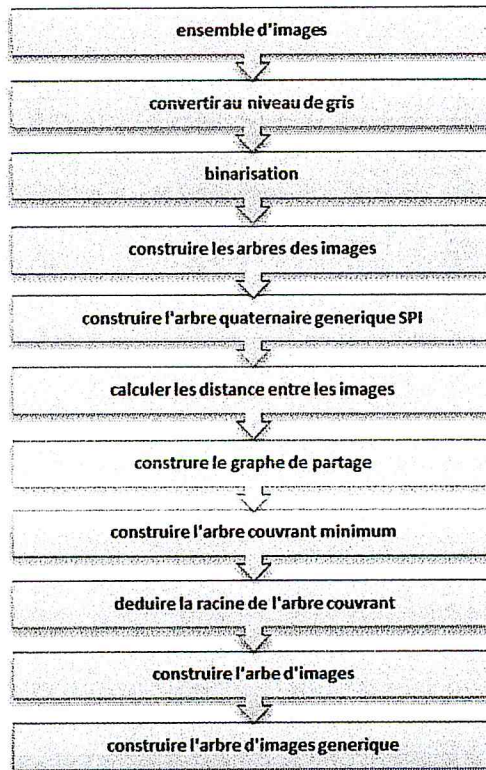 ensemble d'images
convertir au niveau de gris
binarisation
construire les arbres des images
construire l'arbre quaternaire generique SPI
calculer les distance entre les images
construre le graphe de partage
construire l'arbre couvrant minimum
deduire la racine de l'arbre couvrant
construire l'arbe d'images
construire l'arbre d'images generique